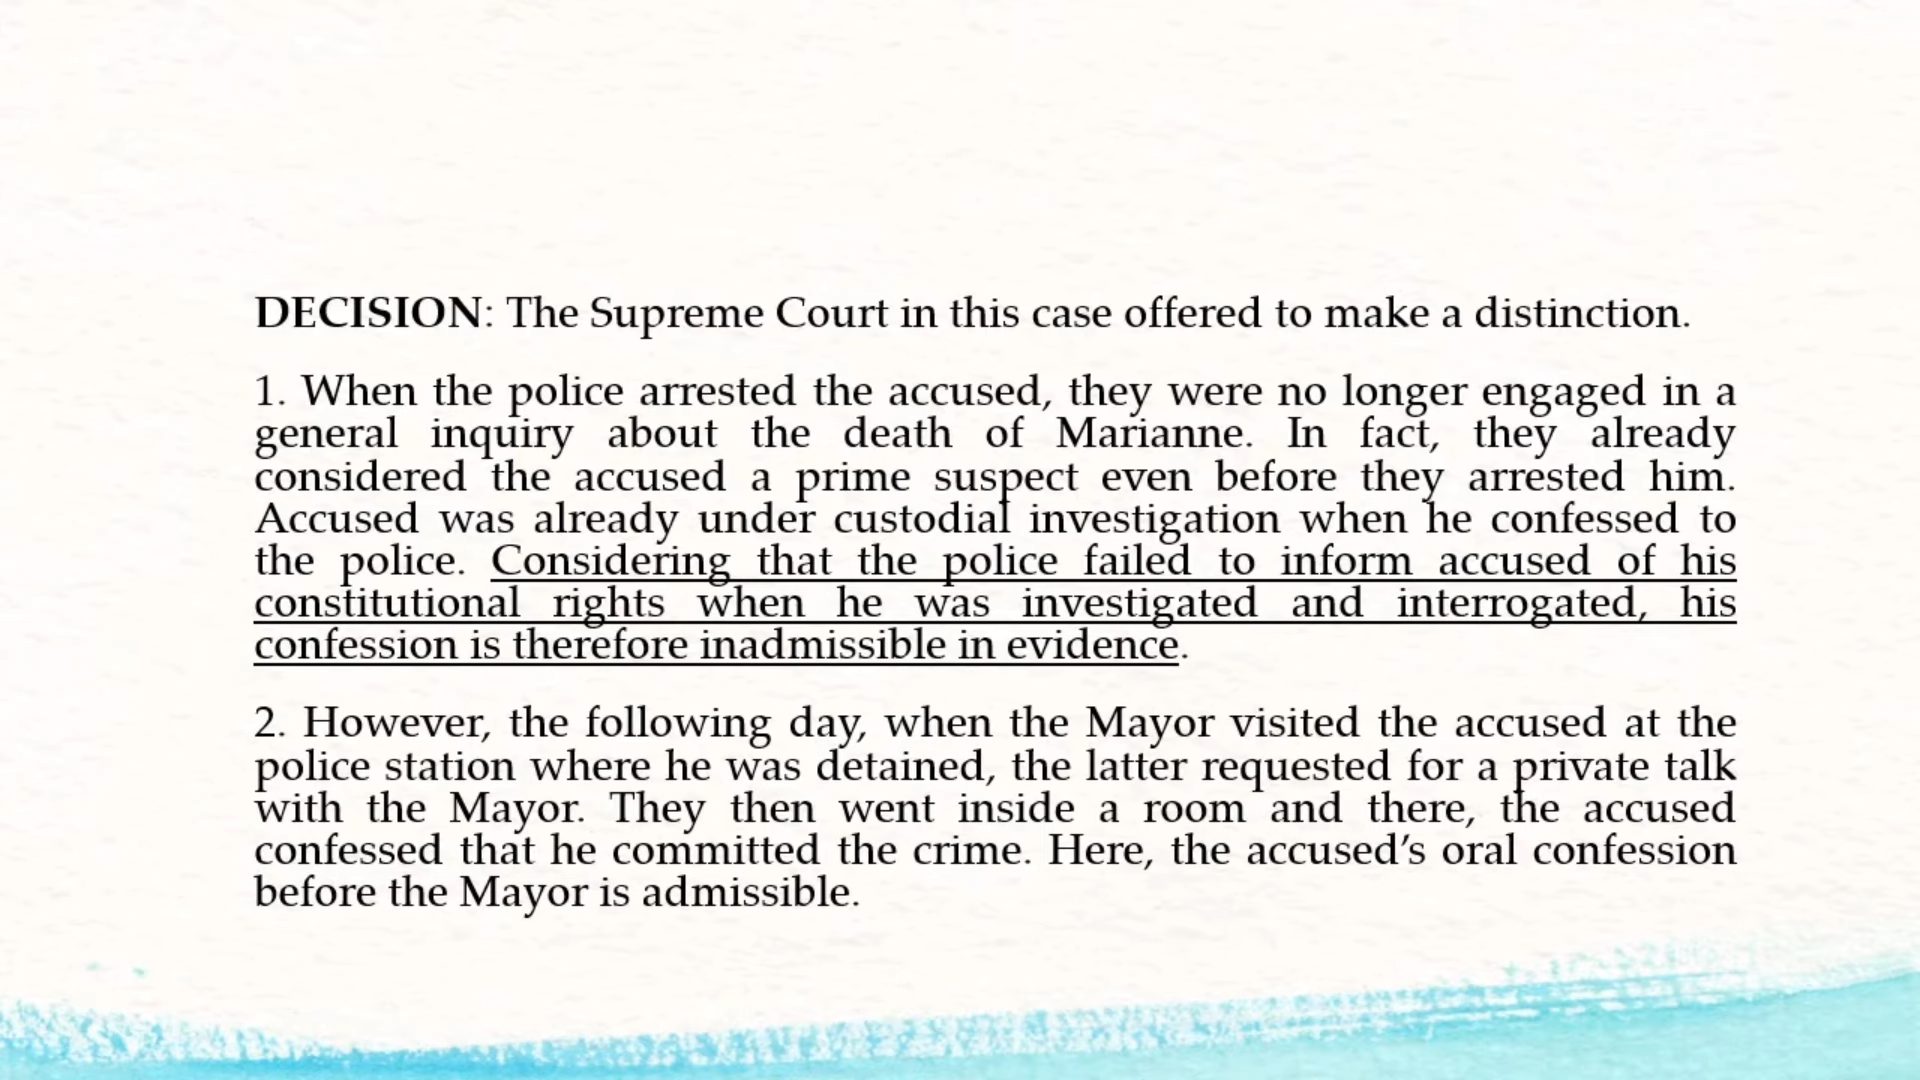 DECISION: The Supreme Court in this case offered to make a distinction.
1. When the police arrested the accused, they were no longer engaged in a
general inquiry about the death of Marianne. In fact, they already
considered the accused a prime suspect even before they arrested him.
Accused was already under custodial investigation when he confessed to
the police. Considering that the police failed to inform accused of his
constitutional rights when he was investigated and interrogated, his
confession is therefore inadmissible in evidence.
2. However, the following day, when the Mayor visited the accused at the
police station where he was detained, the latter requested for a private talk
with the Mayor. They then went inside a room and there, the accused
confessed that he committed the crime. Here, the accused’s oral confession
before the Mayor is admissible.